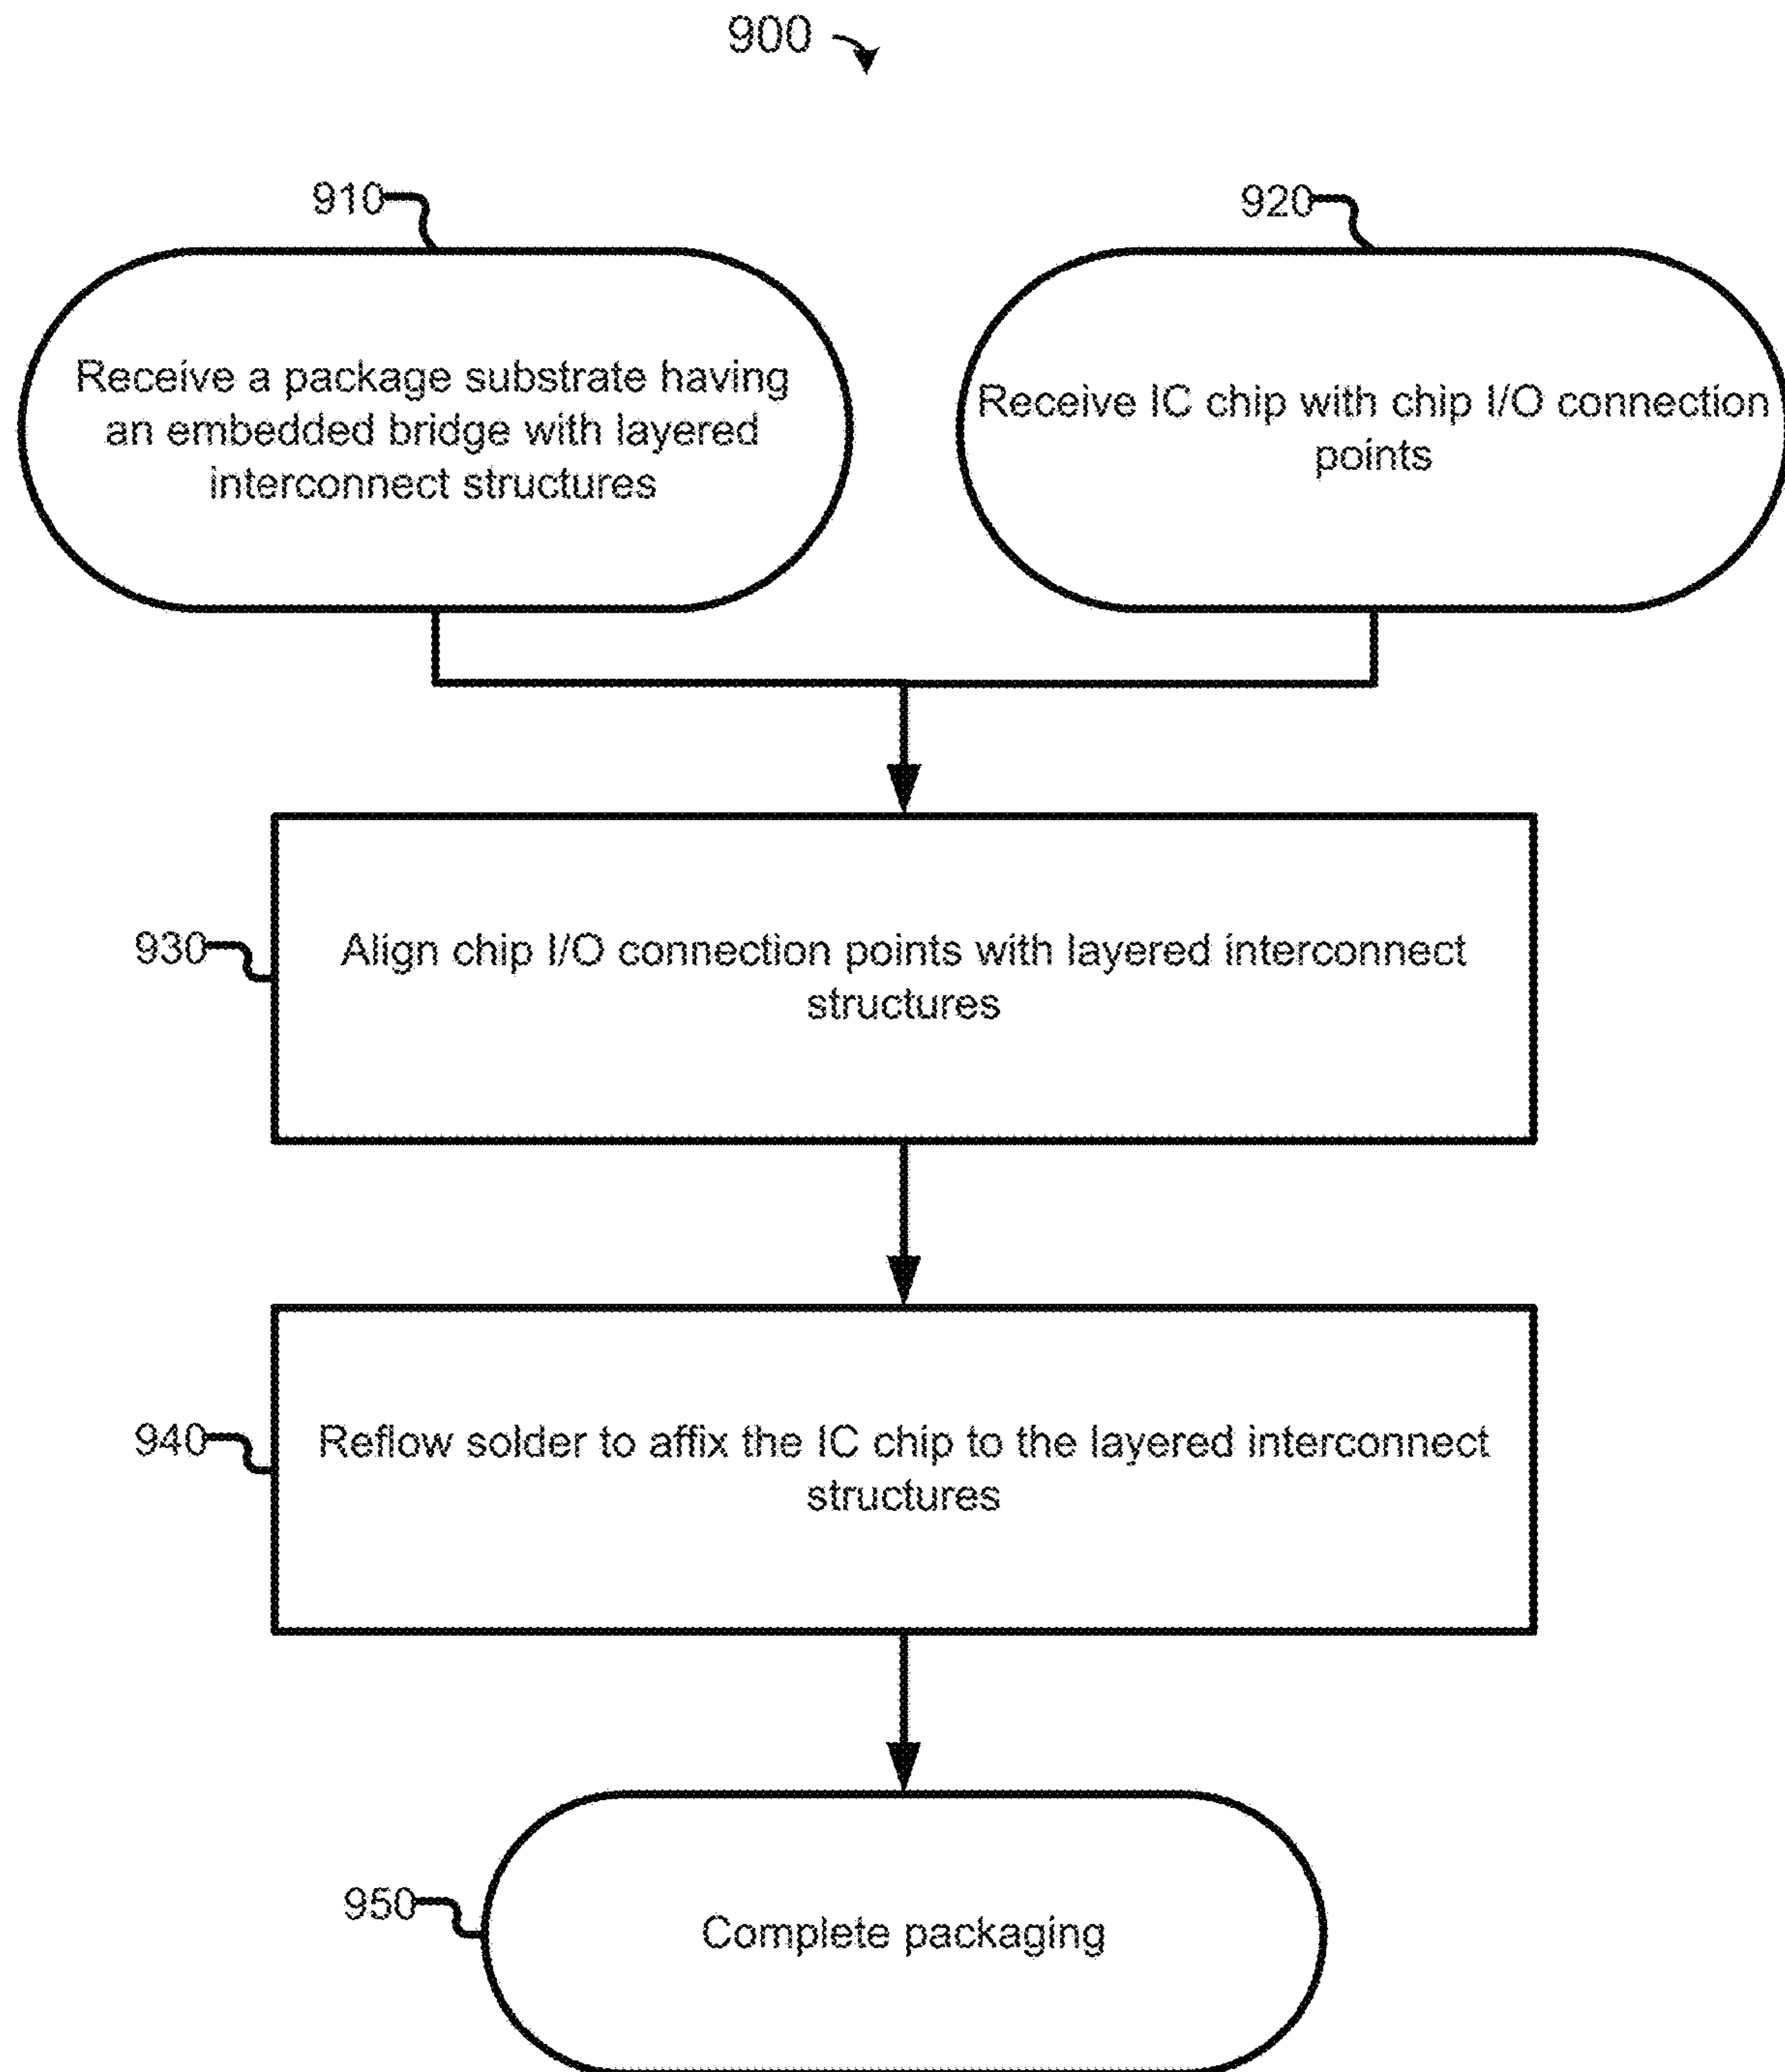 900
910
920
Receive a package substrate having
an embedded bridge with layered
interconnect structures
Receive IC chip with chip I/O connection
points
930
Align chip I/O connection points with layered interconnect
structures
940
Reflow solder to affix the IC chip to the layered interconnect
structures
950
Complete packaging